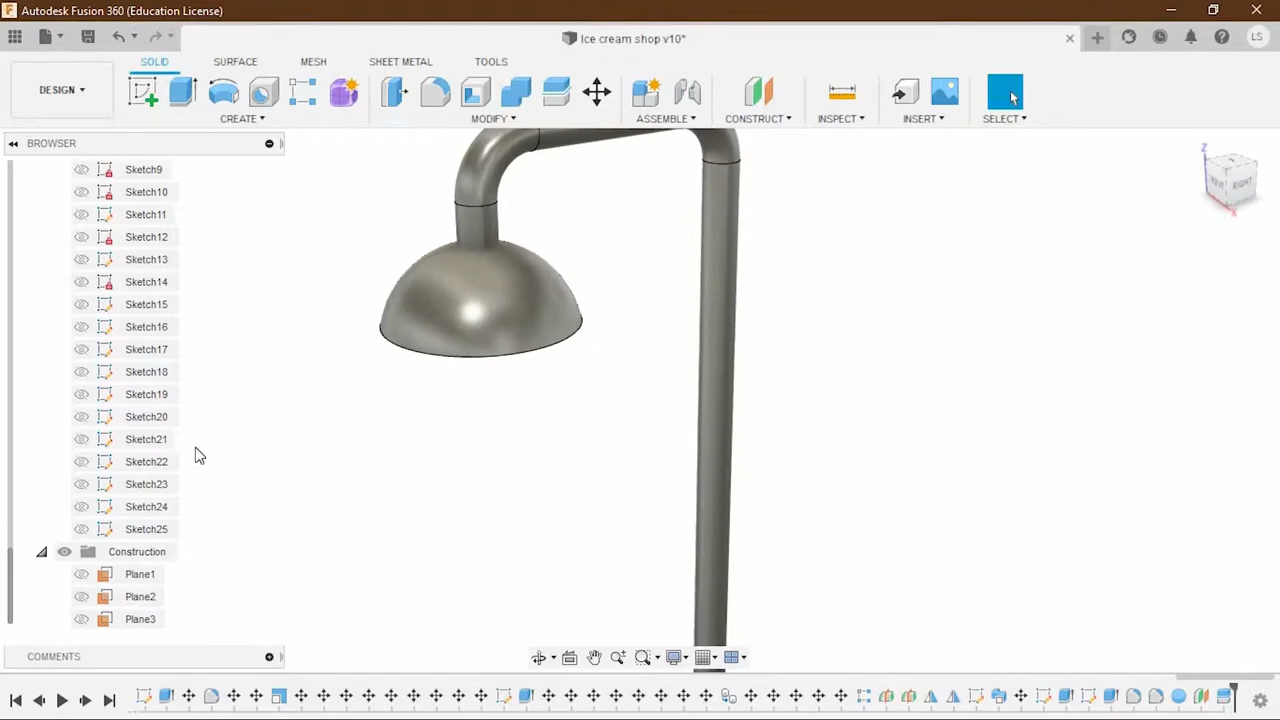 Autodesk Fusion 360 (Education License)
Ice cream shop v10*
LS
SOLID SURFACE MESH SHEET METAL TOOLS
DESIGN
CREATE MODIFY ASSEMBLE CONSTRUCT INSPECT INSERT SELECT
BROWSER
Sketch9
Sketch10
Sketch11
Sketch12
Sketch13
Sketch14
Sketch15
Sketch16
Sketch17
Sketch18
Sketch19
Sketch20
Sketch21
Sketch22
Sketch23
Sketch24
Sketch25
Construction
Plane1
Plane2
Plane3
COMMENTS
Z
RIGHT
X